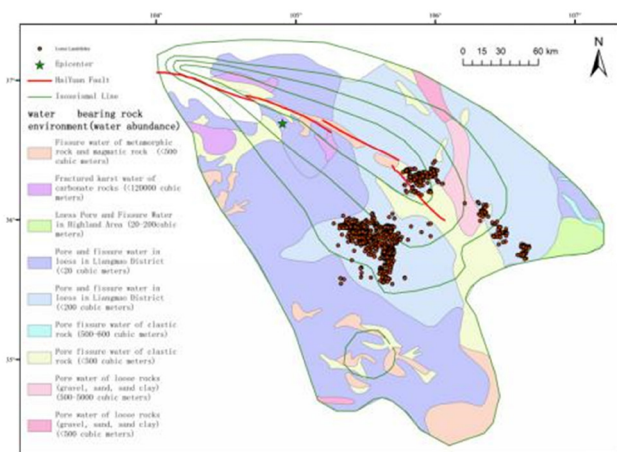 104°
105°
106°
107°
37°
36°
35°
Loess Landslides
Epicenter
HaiYuan Fault
Isoseismal Line
0 15 30 60 km
N
water bearing rock
environment(water abundance)
Fissure water of metamorphic
rock and magmatic rock (<500
cubic meters)
Fractured karst water of
carbonate rocks (<120000 cubic
meters)
Loess Pore and Fissure Water
in Highland Area (20-200cubic
meters)
Pore and fissure water in
loess in Liangmao District
(<20 cubic meters)
Pore and fissure water in
loess in Liangmao District
(<200 cubic meters)
Pore fissure water of clastic
rock (500-600 cubic meters)
Pore fissure water of clastic
rock (<500 cubic meters)
Pore water of loose rocks
(gravel, sand, sand clay)
(500-5000 cubic meters)
Pore water of loose rocks
(gravel, sand, sand clay)
(<500 cubic meters)